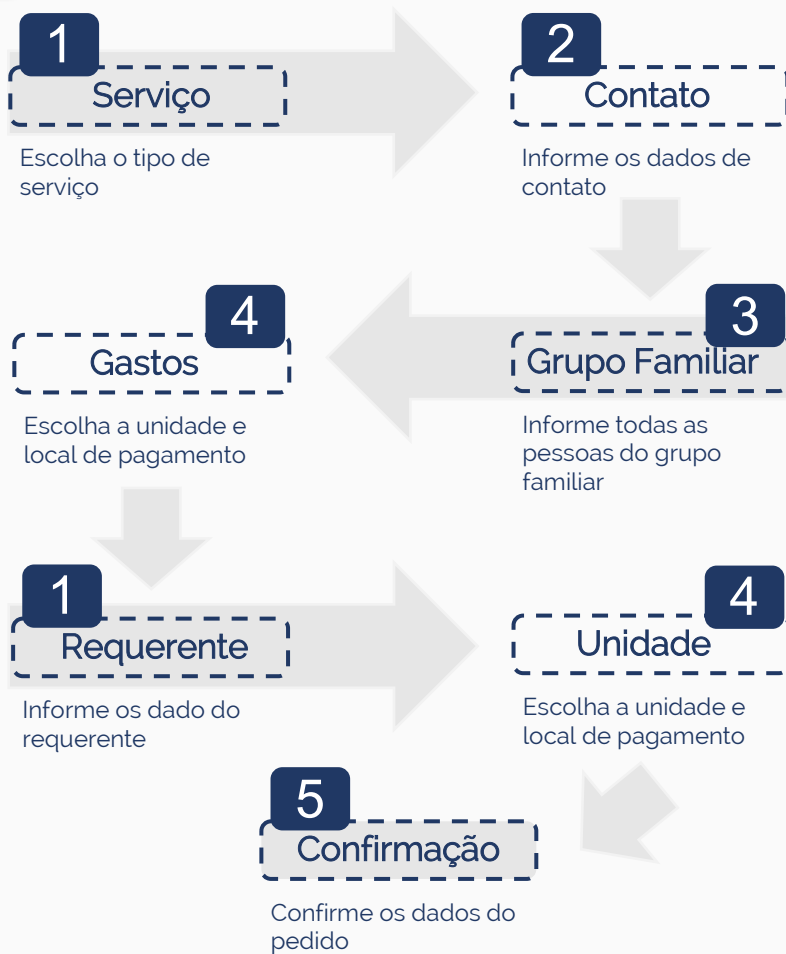 1
Serviço
Escolha o tipo de
serviço
2
Contato
Informe os dados de
contato
3
Grupo Familiar
Informe todas as
pessoas do grupo
familiar
4
Gastos
Escolha a unidade e
local de pagamento
1
Requerente
Informe os dado do
requerente
4
Unidade
Escolha a unidade e
local de pagamento
5
Confirmação
Confirme os dados do
pedido